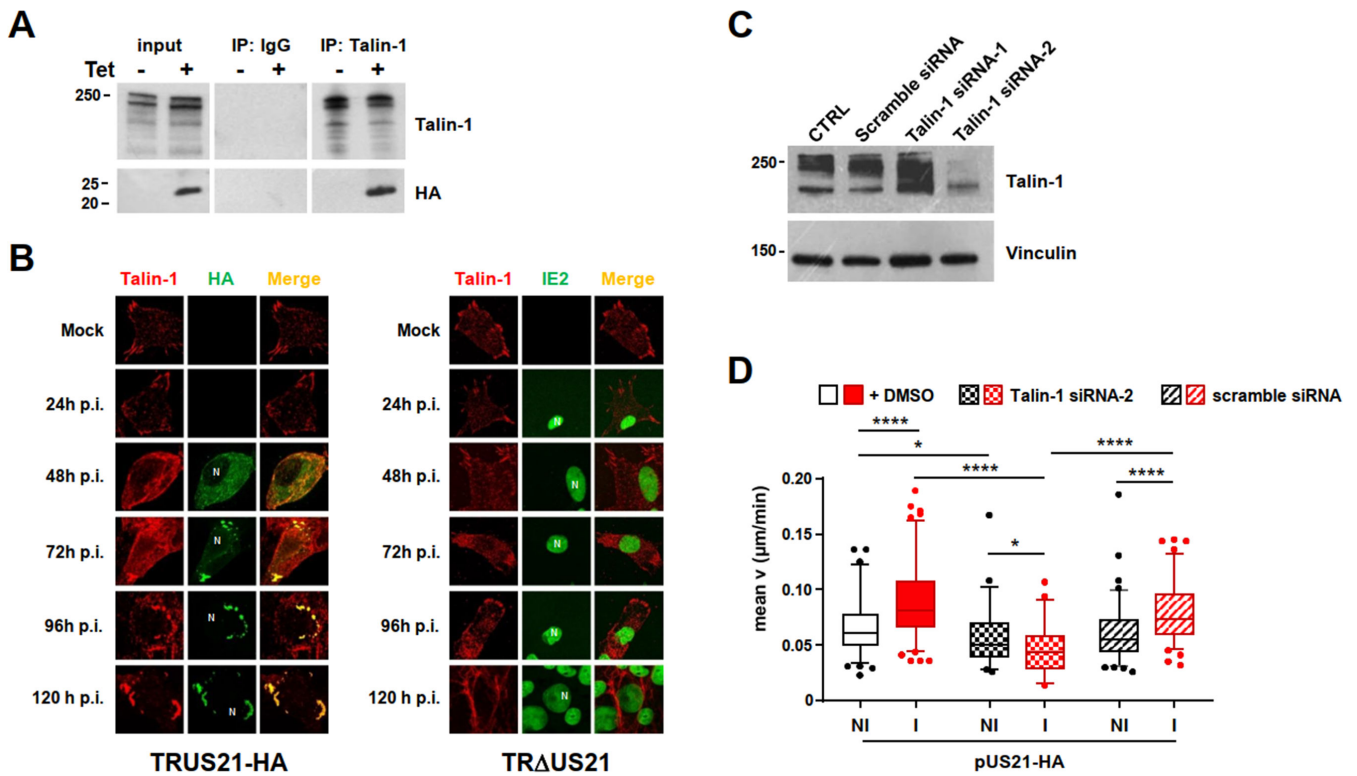 A
input IP: IgG IP: Talin-1
Tet - + - + - +
250
Talin-1
25
20
HA
B
Talin-1 HA Merge
Mock
24h p.i.
48h p.i.
N
72h p.i.
N
96h p.i.
N
120 h p.i.
N
TRUS21-HA
Talin-1 IE2 Merge
Mock
24h p.i.
N
48h p.i.
N
72h p.i.
N
96h p.i.
N
120 h p.i.
N
TRΔUS21
C
CTRL
Scramble siRNA
Talin-1 siRNA-1
Talin-1 siRNA-2
250
Talin-1
150
Vinculin
D
+ DMSO Talin-1 siRNA-2 scramble siRNA
**** ****
*
**** ****
*
mean v (µm/min)
0.20
0.15
0.10
0.05
0
NI I NI I NI I
pUS21-HA